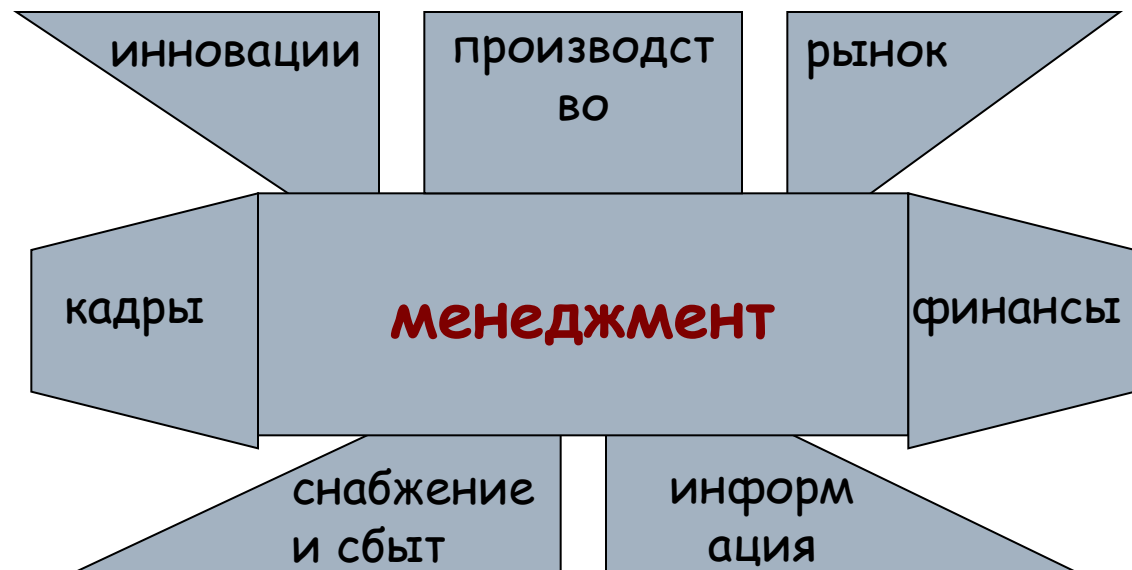 инновации
производст
во
рынок
кадры
менеджмент
финансы
снабжение
и сбыт
информ
ация